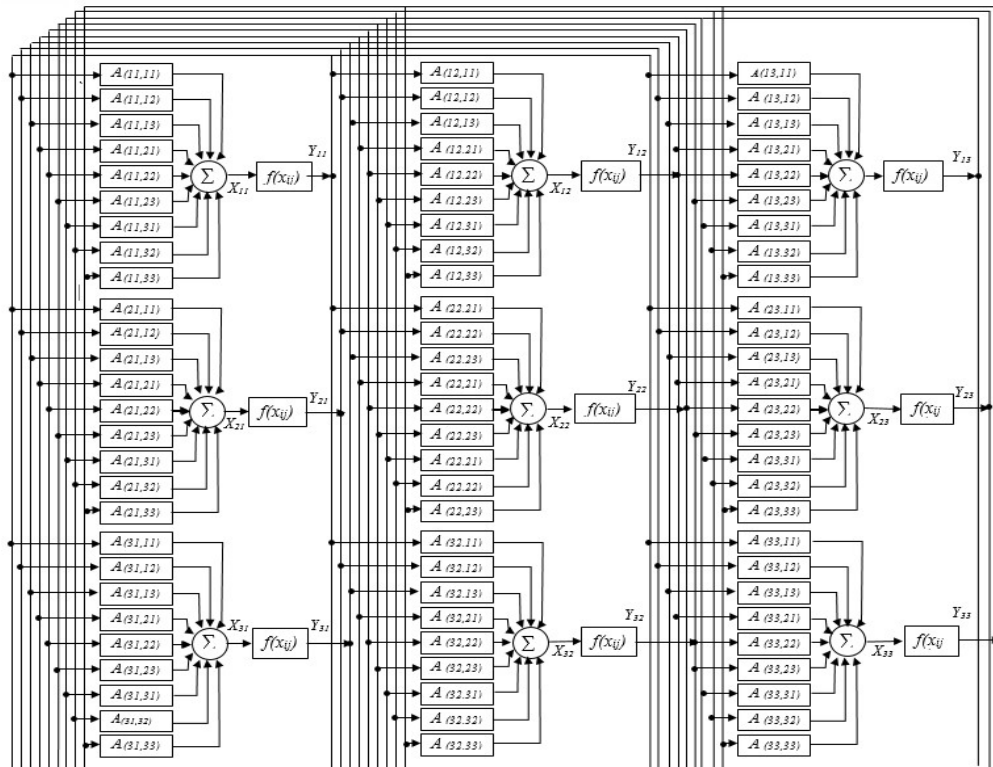 A(11,11)
A(11,12)
A(11,13)
A(11,21)
A(11,22)
A(11,23)
A(11,31)
A(11,32)
A(11,33)
Σ
X11
f(xij)
Y11
A(12,11)
A(12,12)
A(12,13)
A(12.21)
A(12.22)
A(12.23)
A(12.31)
A(12,32)
A(12,33)
Σ
X12
f(xij)
Y12
A(13,11)
A(13,12)
A(13,13)
A(13,21)
A(13,22)
A(13,23)
A(13,31)
A(13.32)
A(13.33)
Σ
f(xij)
Y13
A(21,11)
A(21,12)
A(21,13)
A(21,21)
A(21,22)
A(21,23)
A(21,31)
A(21,32)
A(21,33)
Σ
X21
f(xij)
Y21
A(22.21)
A(22.22)
A(22.23)
A(22,21)
A(22,22)
A(22.23)
A(22.21)
A(22.22)
A(22,23)
Σ
X22
f(xij)
Y22
A(23.11)
A(23,12)
A(23,13)
A(23,21)
A(23,22)
A(23,23)
A(23,31)
A(23,32)
A(23,33)
Σ
X23
f(xij
Y23
A(31,11)
A(31,12)
A(31,13)
A(31,21)
A(31,22)
A(31,23)
A(31,31)
A(31,32)
A(31,33)
Σ
X31
f(xij)
Y31
A(32.11)
A(32.12)
A(32.13)
A(32,21)
A(32,22)
A(32,23)
A(32.31)
A(32.32)
A(32.33)
Σ
X32
f(xij)
Y32
A(33,11)
A(33,12)
A(33,13)
A(33,21)
A(33,22)
A(33,23)
A(33,31)
A(33,32)
A(33,33)
Σ
X33
f(xij
Y33